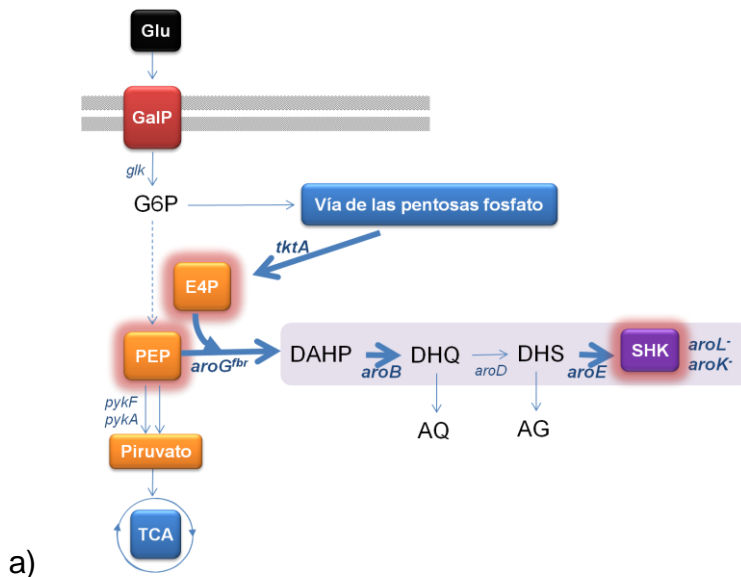 Glu
GalP
glk
G6P
Vía de las pentosas fosfato
tktA
E4P
PEP
aroGfbr
DAHP
aroB
DHQ
aroD
DHS
aroE
SHK
aroL-
aroK-
pykF
pykA
AQ
AG
Piruvato
TCA
a)